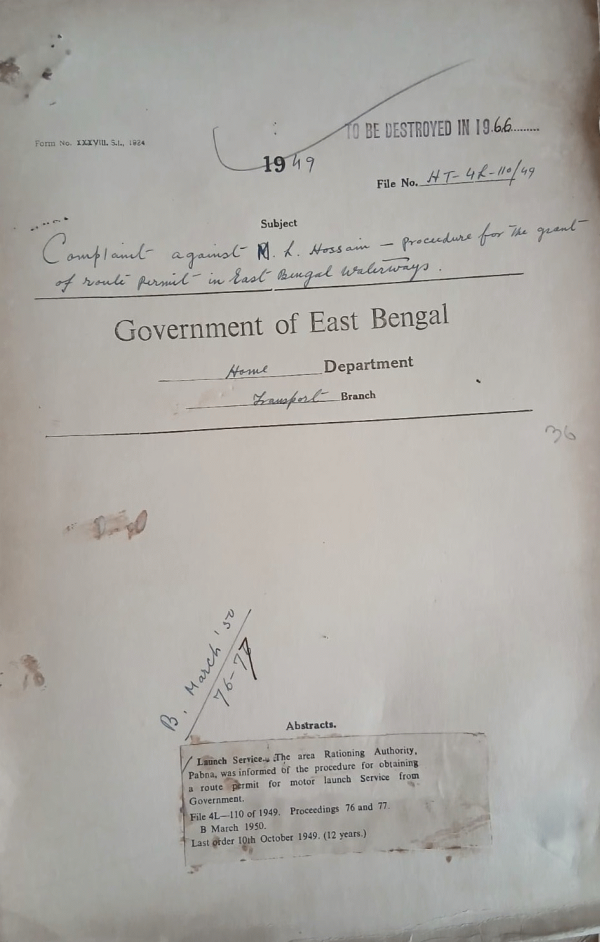 TO BE DESTROYED IN 1966
Form No. XXXVIII. S.L., 1924
1949
File No. HT-4L-110/49
Subject
Complaint against M. L. Hossain — procedure for the grant
of route permit in East Bengal Waterways.
Government of East Bengal
Home Department
Transport Branch
36
B. March '50
76-77
Abstracts.
Launch Service.. The area Rationing Authority,
Pabna, was informed of the procedure for obtaining
a route permit for motor launch Service from
Government.
File 4L—110 of 1949. Proceedings 76 and 77.
B March 1950.
Last order 10th October 1949. (12 years.)